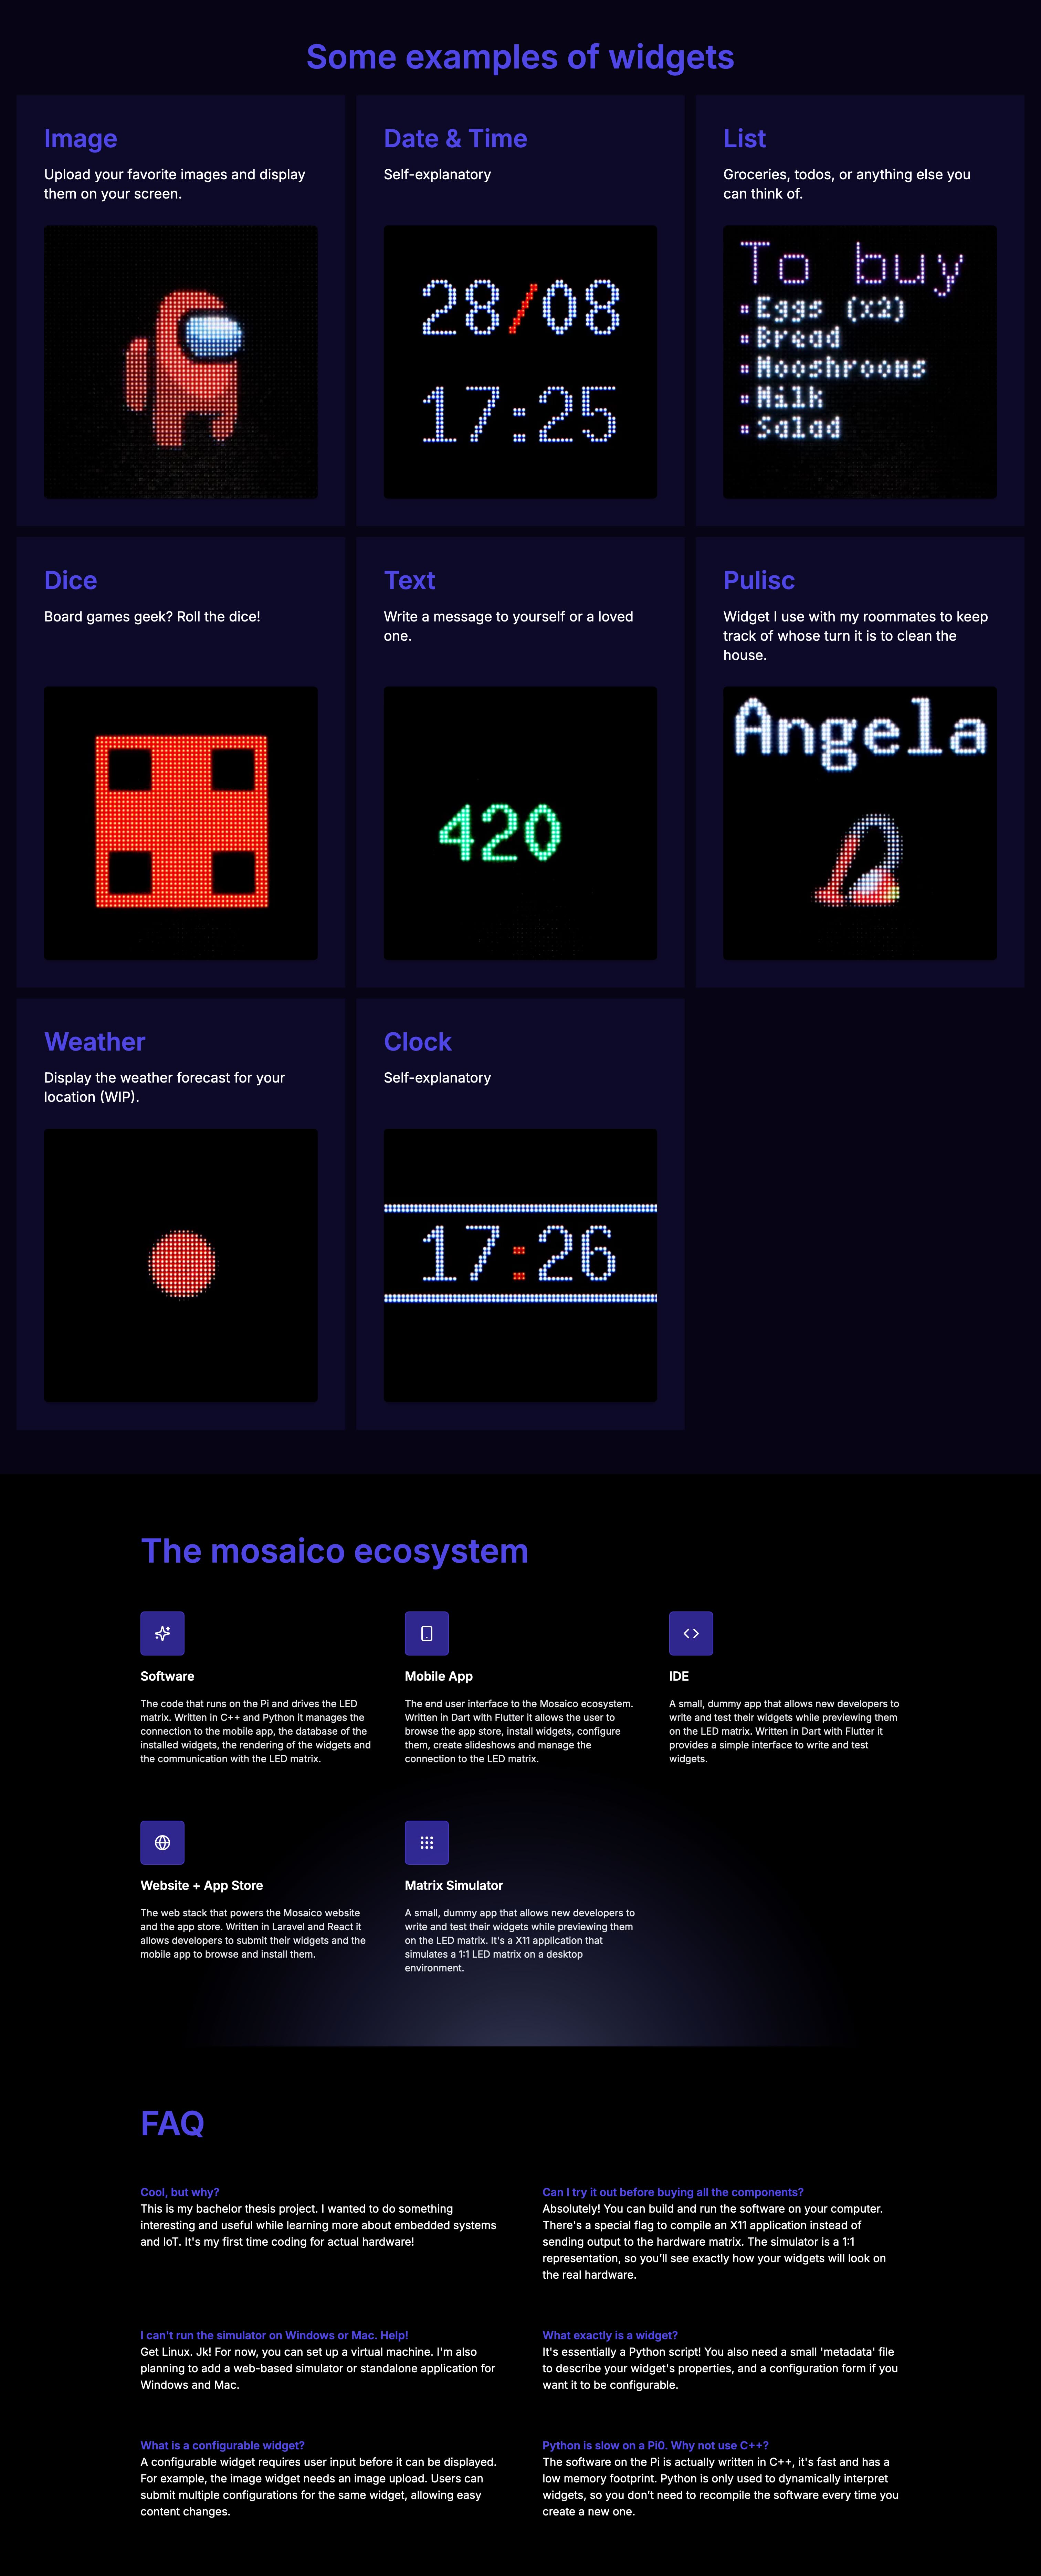 Some examples of widgets
Image
Upload your favorite images and display
them on your screen.
Date & Time
Self-explanatory
28/08
17:25
List
Groceries, todos, or anything else you
can think of.
To buy
Eggs (x2)
Bread
Mooshrooms
Milk
Salad
Dice
Board games geek? Roll the dice!
Text
Write a message to yourself or a loved
one.
420
Pulisc
Widget I use with my roommates to keep
track of whose turn it is to clean the
house.
Angela
Weather
Display the weather forecast for your
location (WIP).
Clock
Self-explanatory
17:26
The mosaico ecosystem
Software
The code that runs on the Pi and drives the LED
matrix. Written in C++ and Python it manages the
connection to the mobile app, the database of the
installed widgets, the rendering of the widgets and
the communication with the LED matrix.
Mobile App
The end user interface to the Mosaico ecosystem.
Written in Dart with Flutter it allows the user to
browse the app store, install widgets, configure
them, create slideshows and manage the
connection to the LED matrix.
IDE
A small, dummy app that allows new developers to
write and test their widgets while previewing them
on the LED matrix. Written in Dart with Flutter it
provides a simple interface to write and test
widgets.
Website + App Store
The web stack that powers the Mosaico website
and the app store. Written in Laravel and React it
allows developers to submit their widgets and the
mobile app to browse and install them.
Matrix Simulator
A small, dummy app that allows new developers to
write and test their widgets while previewing them
on the LED matrix. It's a X11 application that
simulates a 1:1 LED matrix on a desktop
environment.
FAQ
Cool, but why?
This is my bachelor thesis project. I wanted to do something
interesting and useful while learning more about embedded systems
and IoT. It's my first time coding for actual hardware!
Can I try it out before buying all the components?
Absolutely! You can build and run the software on your computer.
There's a special flag to compile an X11 application instead of
sending output to the hardware matrix. The simulator is a 1:1
representation, so you'll see exactly how your widgets will look on
the real hardware.
I can't run the simulator on Windows or Mac. Help!
Get Linux. Jk! For now, you can set up a virtual machine. I'm also
planning to add a web-based simulator or standalone application for
Windows and Mac.
What exactly is a widget?
It's essentially a Python script! You also need a small 'metadata' file
to describe your widget's properties, and a configuration form if you
want it to be configurable.
What is a configurable widget?
A configurable widget requires user input before it can be displayed.
For example, the image widget needs an image upload. Users can
submit multiple configurations for the same widget, allowing easy
content changes.
Python is slow on a Pi0. Why not use C++?
The software on the Pi is actually written in C++, it's fast and has a
low memory footprint. Python is only used to dynamically interpret
widgets, so you don't need to recompile the software every time you
create a new one.